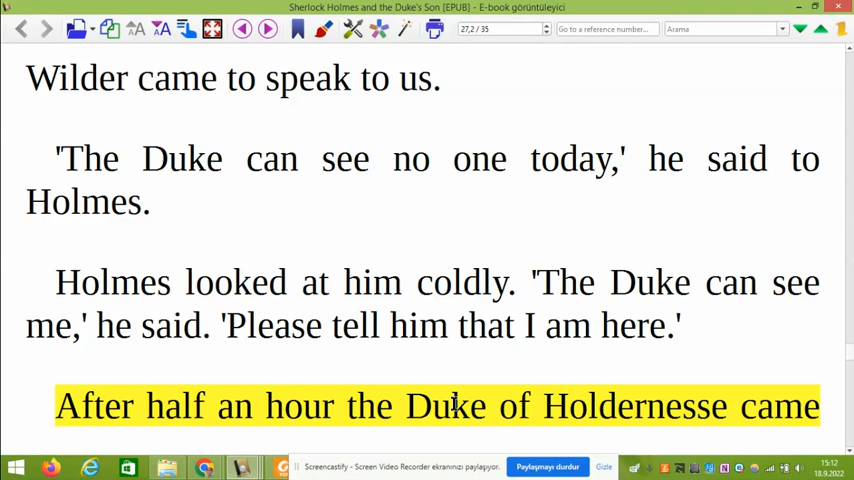 Sherlock Holmes and the Duke's Son [EPUB] - E-book görüntüleyici
27,2 / 35
Go to a reference number...
Arama
Wilder came to speak to us.
'The Duke can see no one today,' he said to
Holmes.
Holmes looked at him coldly. 'The Duke can see
me,' he said. 'Please tell him that I am here.'
After half an hour the Duke of Holdernesse came
Screencastify - Screen Video Recorder ekranınızı paylaşıyor.
Paylaşmayı durdur
Gizle
15:12
18.9.2022